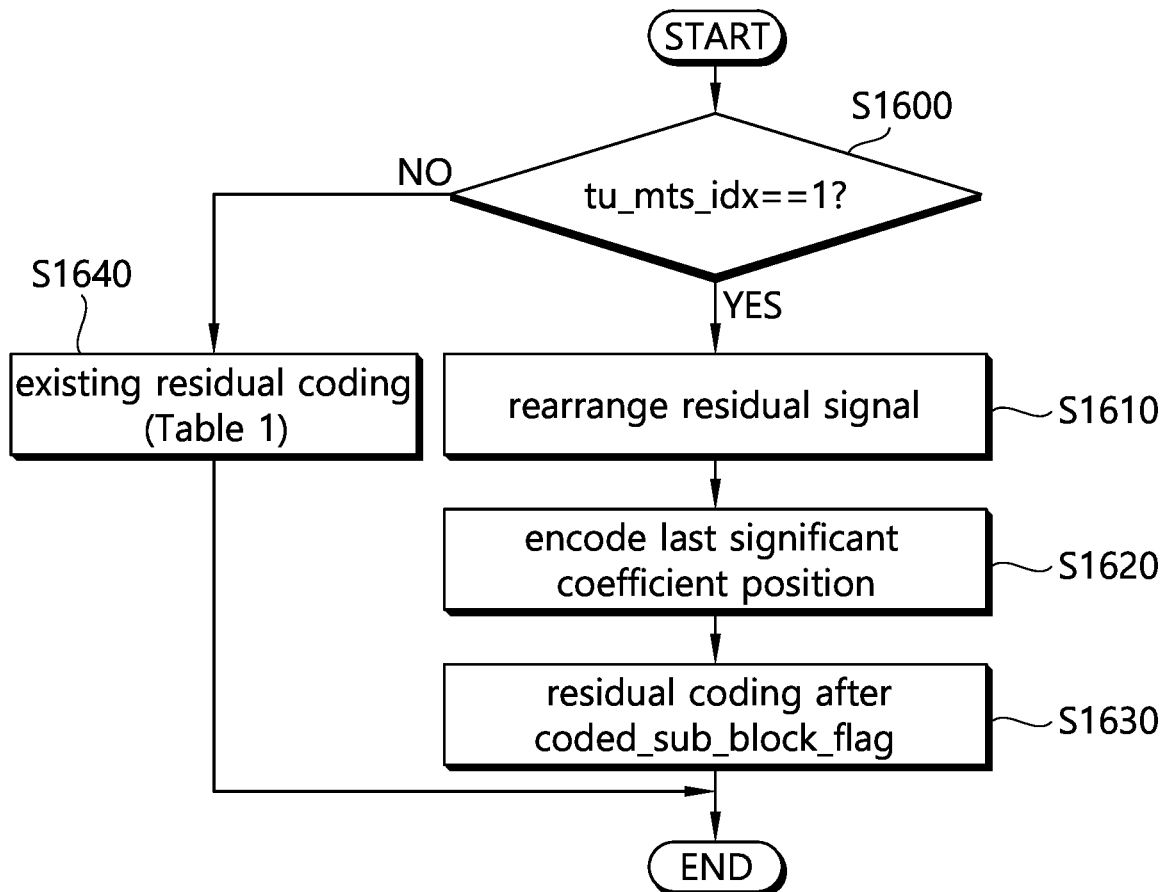 START
S1600
tu_mts_idx==1?
NO
YES
S1640
existing residual coding
(Table 1)
rearrange residual signal
S1610
encode last significant
coefficient position
S1620
residual coding after
coded_sub_block_flag
S1630
END